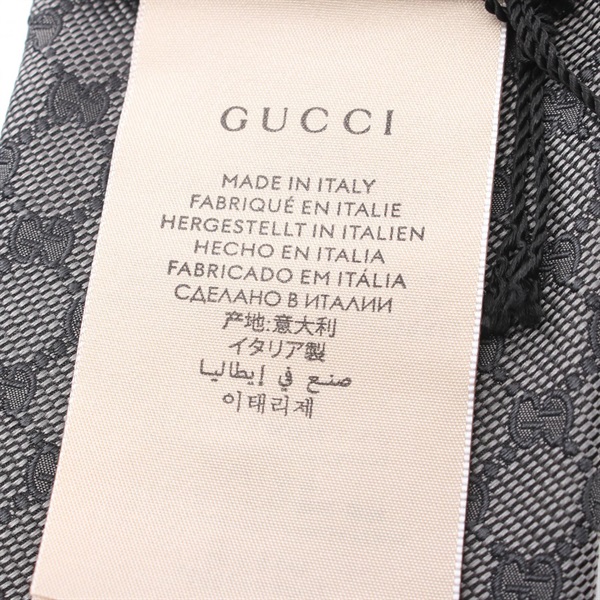 GUCCI
MADE IN ITALY
FABRIQUÉ EN ITALIE
HERGESTELLT IN ITALIEN
HECHO EN ITALIA
FABRICADO EM ITÁLIA
СДЕЛАНО В ИТАЛИИ
产地:意大利
イタリア製
صنع في إيطاليا
이태리제